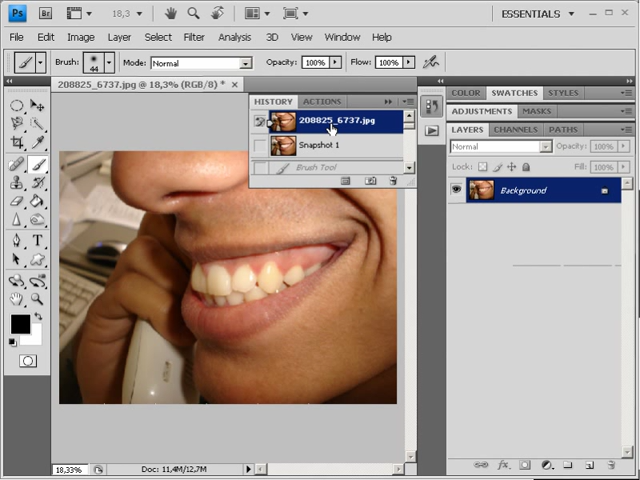 Ps Br 18,3 ESSENTIALS
File Edit Image Layer Select Filter Analysis 3D View Window Help
Brush: 44 Mode: Normal Opacity: 100% Flow: 100%
208825_6737.jpg @ 18,3% (RGB/8) *
HISTORY ACTIONS
208825_6737.jpg
Snapshot 1
Brush Tool
COLOR SWATCHES STYLES
ADJUSTMENTS MASKS
LAYERS CHANNELS PATHS
Normal Opacity: 100%
Lock: Fill: 100%
Background
T
18,33% Doc: 11,4M/12,7M
fx